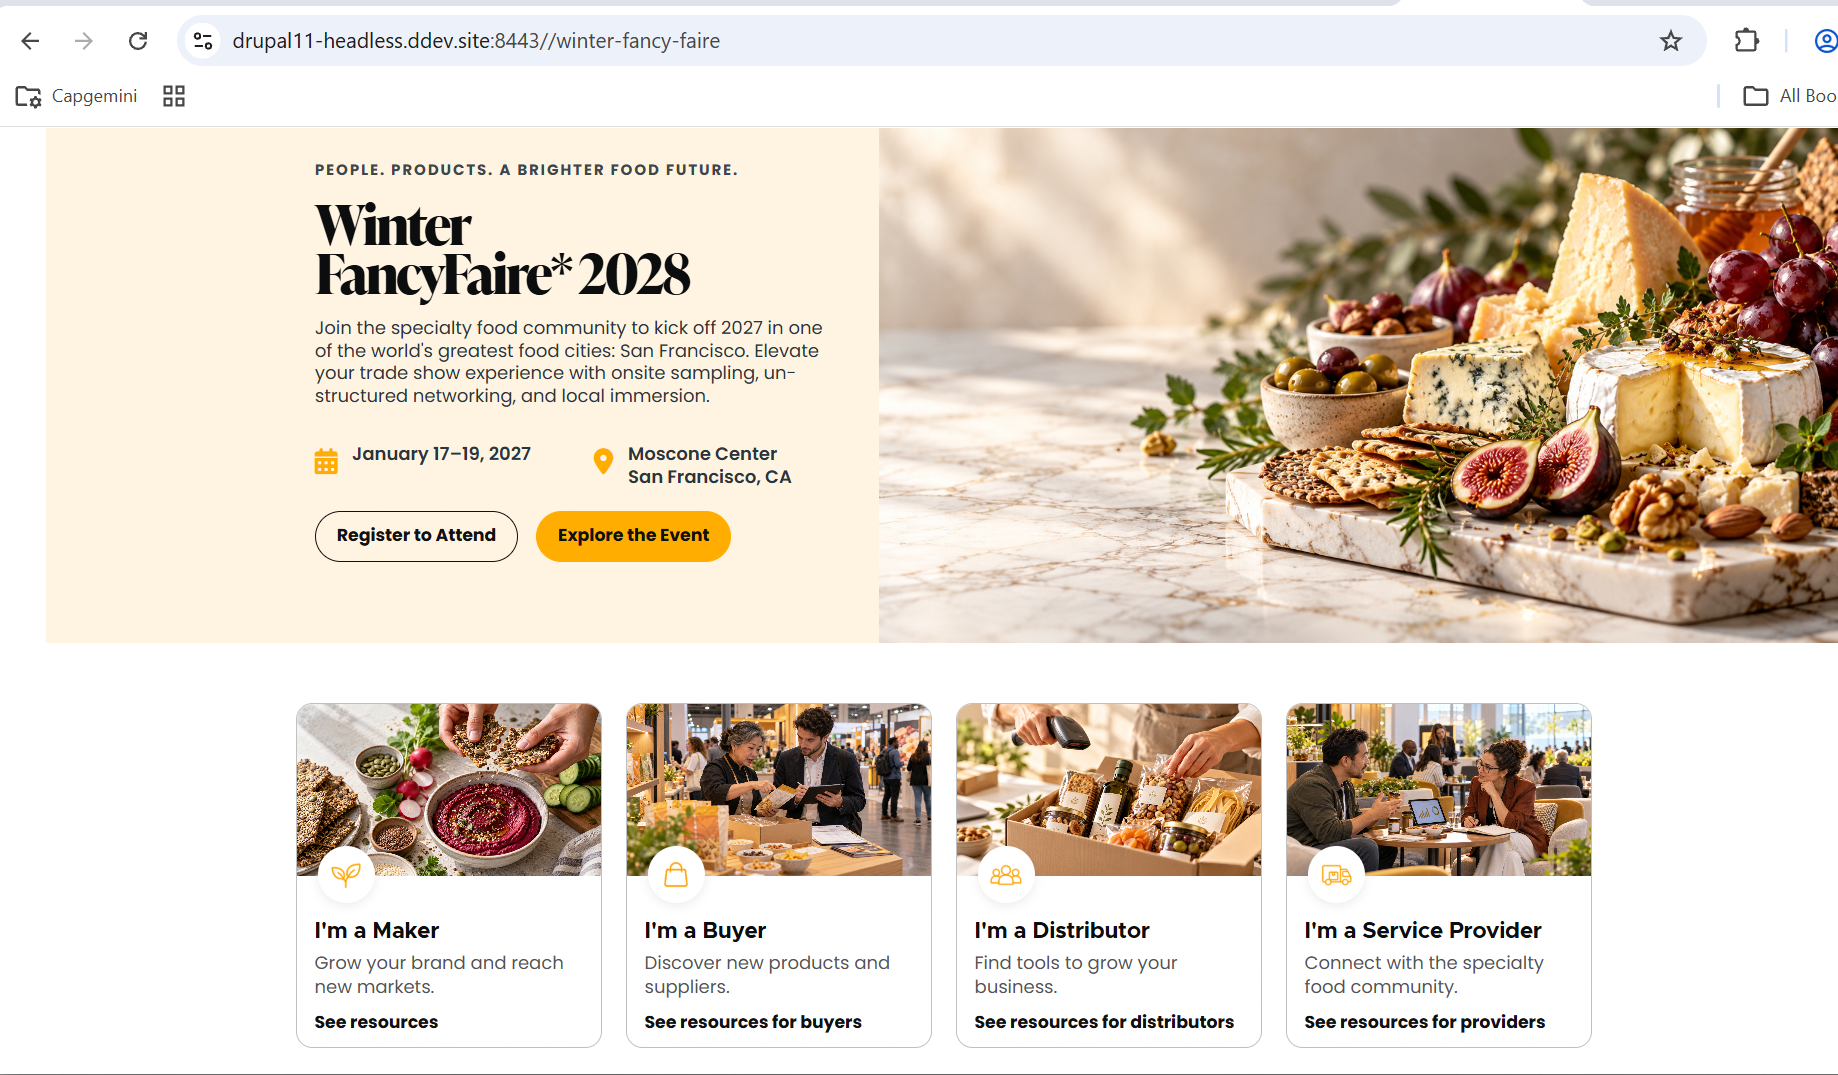 drupal11-headless.ddev.site:8443//winter-fancy-faire
Capgemini
All Boo
PEOPLE. PRODUCTS. A BRIGHTER FOOD FUTURE.
Winter
FancyFaire* 2028
Join the specialty food community to kick off 2027 in one
of the world's greatest food cities: San Francisco. Elevate
your trade show experience with onsite sampling, un-
structured networking, and local immersion.
January 17–19, 2027
Moscone Center
San Francisco, CA
Register to Attend
Explore the Event
I'm a Maker
Grow your brand and reach
new markets.
See resources
I'm a Buyer
Discover new products and
suppliers.
See resources for buyers
I'm a Distributor
Find tools to grow your
business.
See resources for distributors
I'm a Service Provider
Connect with the specialty
food community.
See resources for providers